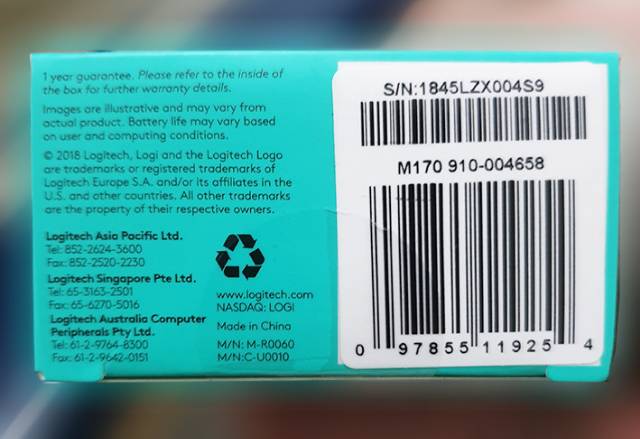 1 year guarantee. Please refer to the inside of
the box for further warranty details.
Images are illustrative and may vary from
actual product. Battery life may vary based
on user and computing conditions.
© 2018 Logitech, Logi and the Logitech Logo
are trademarks or registered trademarks of
Logitech Europe S.A. and/or its affiliates in the
U.S. and other countries. All other trademarks
are the property of their respective owners.
Logitech Asia Pacific Ltd.
Tel: 852-2624-3600
Fax: 852-2520-2230
Logitech Singapore Pte Ltd.
Tel: 65-3163-2501
Fax: 65-6270-5016
Logitech Australia Computer
Peripherals Pty Ltd.
Tel: 61-2-9764-8300
Fax: 61-2-9642-0151
www.logitech.com
NASDAQ: LOGI
Made in China
M/N: M-R0060
M/N:C-U0010
S/N:1845LZX004S9
M170 910-004658
0 97855 11925 4